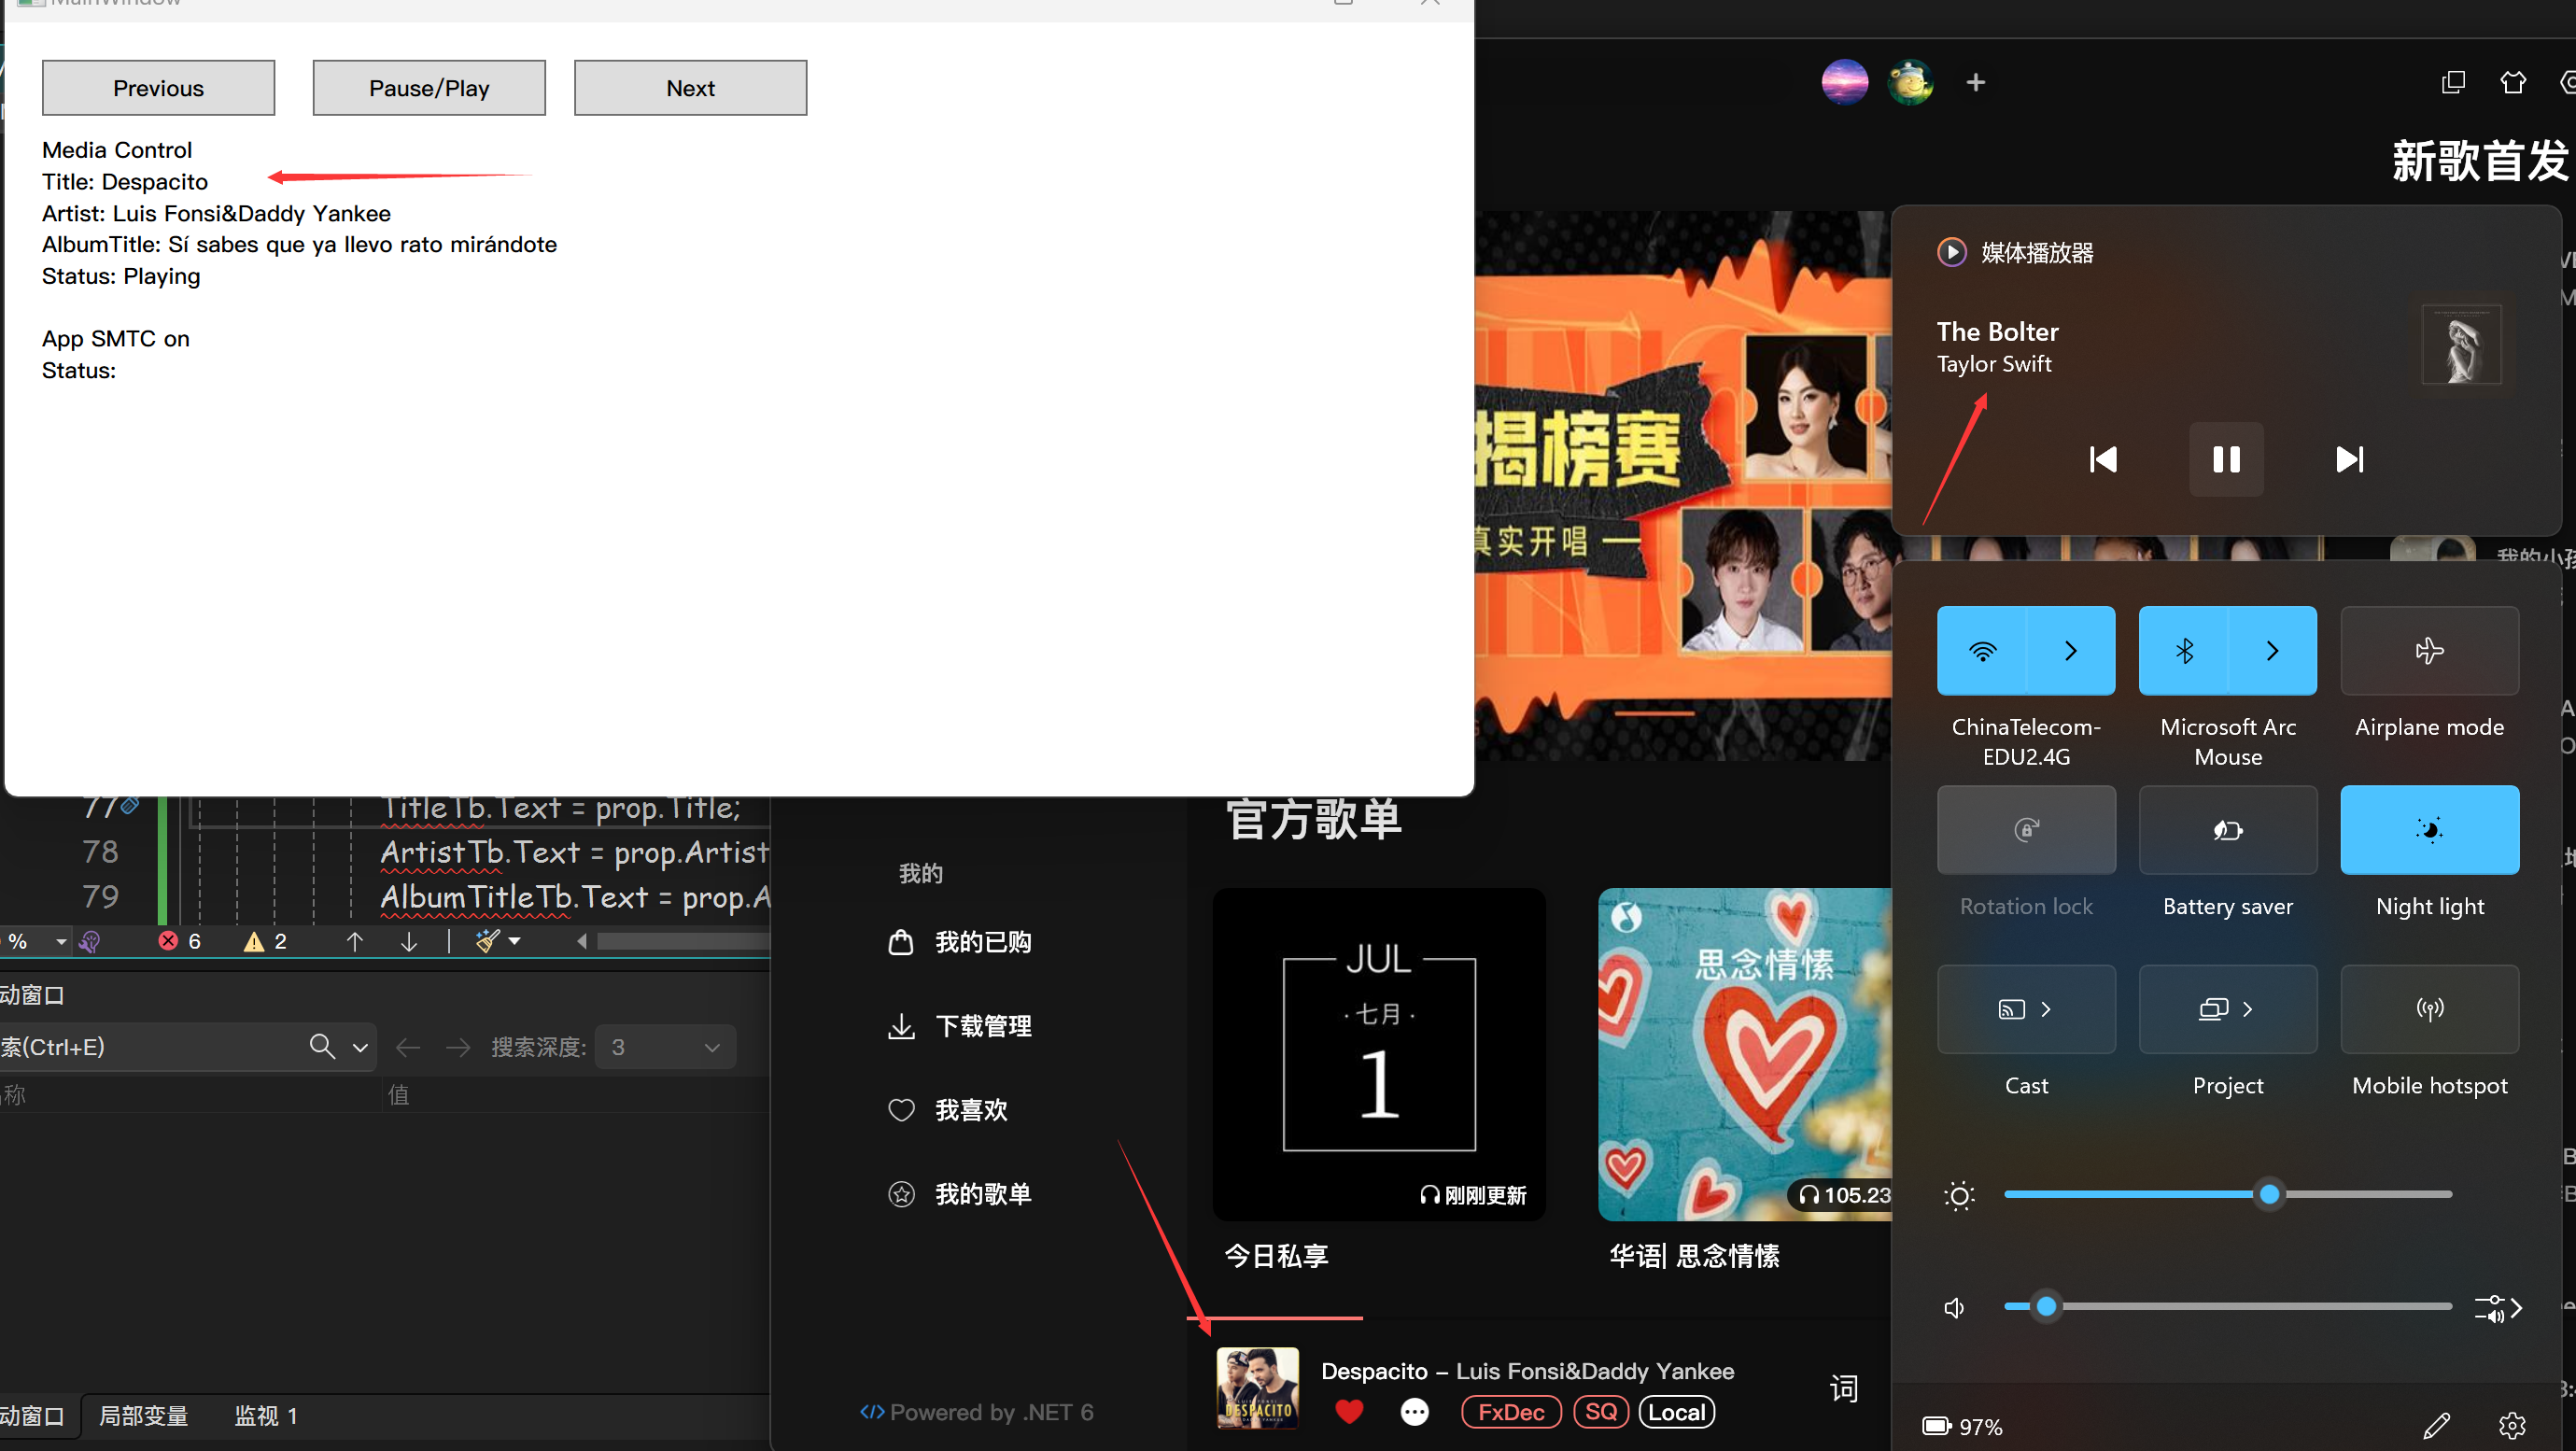 MainWindow
Previous
Pause/Play
Next
Media Control
Title: Despacito
Artist: Luis Fonsi&Daddy Yankee
AlbumTitle: Sí sabes que ya llevo rato mirándote
Status: Playing
App SMTC on
Status:
新歌首发
揭榜赛
真实开唱
媒体播放器
The Bolter
Taylor Swift
我的小孩
ChinaTelecom-
EDU2.4G
Microsoft Arc
Mouse
Airplane mode
Rotation lock
Battery saver
Night light
Cast
Project
Mobile hotspot
97%
77
TitleTb.Text = prop.Title;
78
ArtistTb.Text = prop.Artist
79
AlbumTitleTb.Text = prop.A
%
6
2
动窗口
索(Ctrl+E)
搜索深度:
3
称
值
动窗口
局部变量
监视 1
我的
我的已购
下载管理
我喜欢
我的歌单
</> Powered by .NET 6
官方歌单
JUL
·七月·
1
刚刚更新
今日私享
思念情愫
105.23
华语| 思念情愫
DESPACITO
Despacito – Luis Fonsi&Daddy Yankee
FxDec
SQ
Local
词